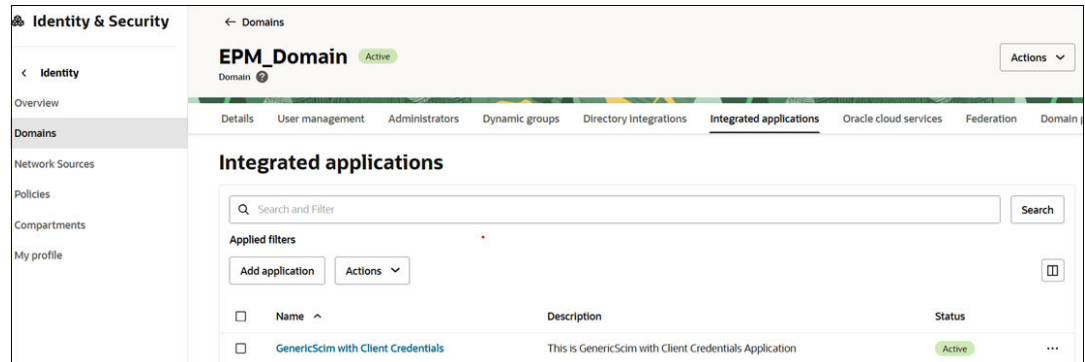 Identity & Security
← Domains
EPM_Domain Active
Domain ?
Actions
< Identity
Overview
Domains
Network Sources
Policies
Compartments
My profile
Details User management Administrators Dynamic groups Directory integrations Integrated applications Oracle cloud services Federation Domain
Integrated applications
Search and Filter
Search
Applied filters
Add application Actions
Name Description Status
GenericScim with Client Credentials This is GenericScim with Client Credentials Application Active ...